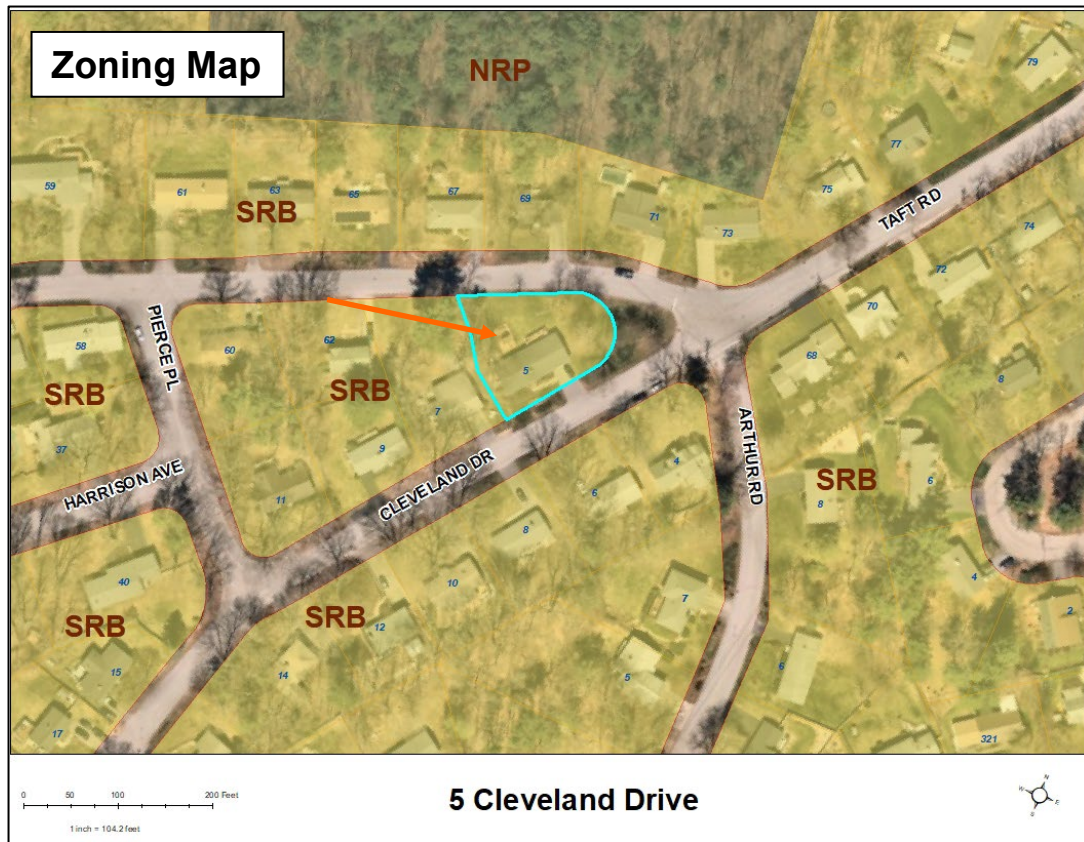 Zoning Map
NRP
79
77
75
59
61
63
65
67
69
71
73
74
72
70
68
SRB
TAFT RD
PIERCE PL
58
60
62
5
7
9
11
SRB
SRB
37
HARRISON AVE
CLEVELAND DR
ARTHUR RD
4
6
8
8
8
6
SRB
40
10
12
14
15
17
SRB
SRB
7
5
6
4
2
321
0 50 100 200 Feet
1 inch = 104.2 feet
5 Cleveland Drive
N
W
E
S